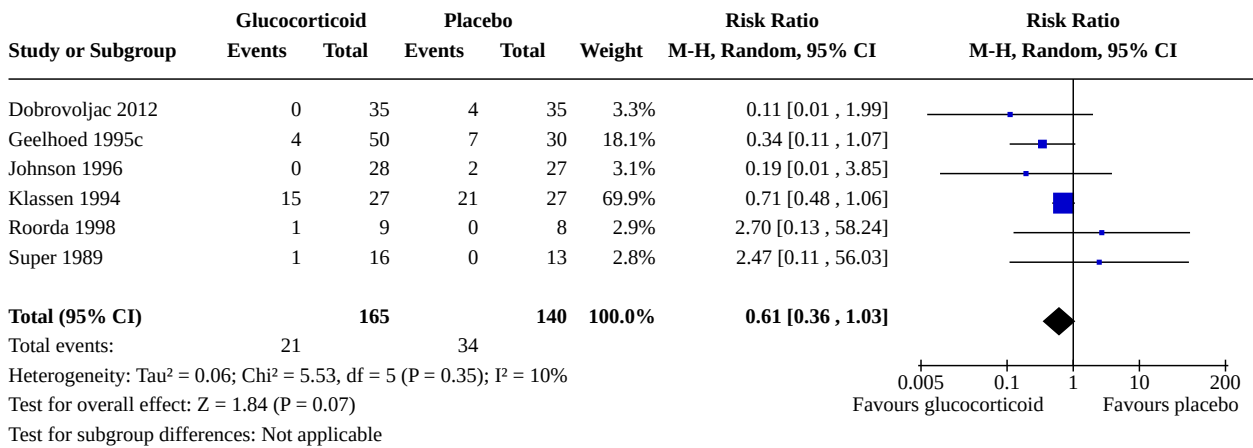 Glucocorticoid Placebo Risk Ratio Risk Ratio
Study or Subgroup Events Total Events Total Weight M-H, Random, 95% CI M-H, Random, 95% CI
Dobrovoljac 2012 0 35 4 35 3.3% 0.11 [0.01 , 1.99]
Geelhoed 1995c 4 50 7 30 18.1% 0.34 [0.11 , 1.07]
Johnson 1996 0 28 2 27 3.1% 0.19 [0.01 , 3.85]
Klassen 1994 15 27 21 27 69.9% 0.71 [0.48 , 1.06]
Roorda 1998 1 9 0 8 2.9% 2.70 [0.13 , 58.24]
Super 1989 1 16 0 13 2.8% 2.47 [0.11 , 56.03]
Total (95% CI) 165 140 100.0% 0.61 [0.36 , 1.03]
Total events: 21 34
Heterogeneity: Tau² = 0.06; Chi² = 5.53, df = 5 (P = 0.35); I² = 10%
0.005 0.1 1 10 200
Test for overall effect: Z = 1.84 (P = 0.07) Favours glucocorticoid Favours placebo
Test for subgroup differences: Not applicable